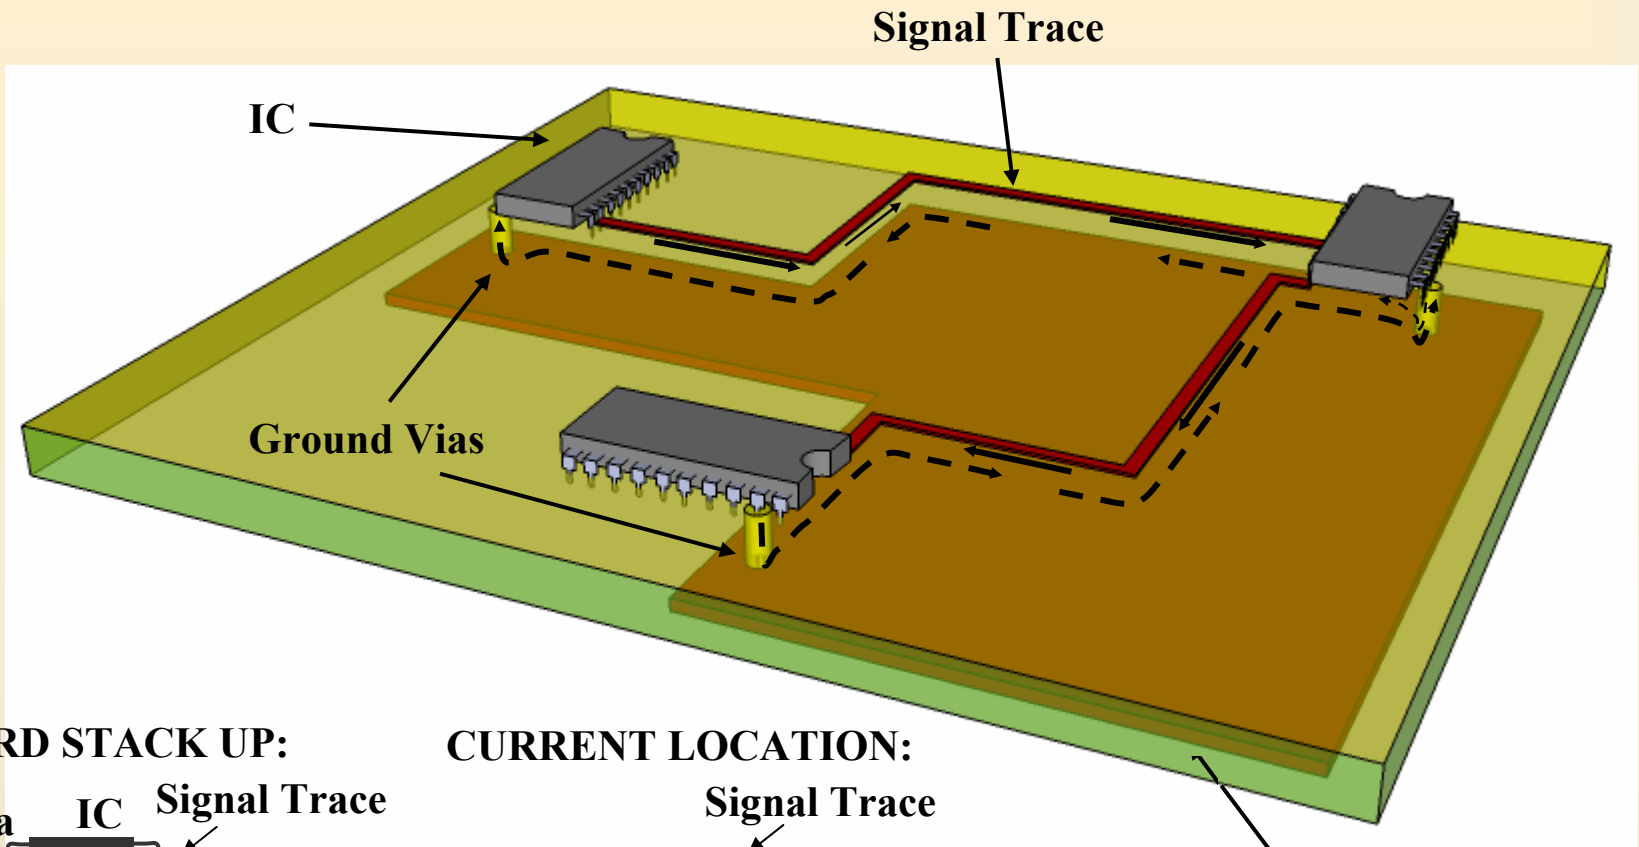 Signal Trace
IC
Ground Vias
RD STACK UP:
CURRENT LOCATION:
IC
Signal Trace
Signal Trace
a